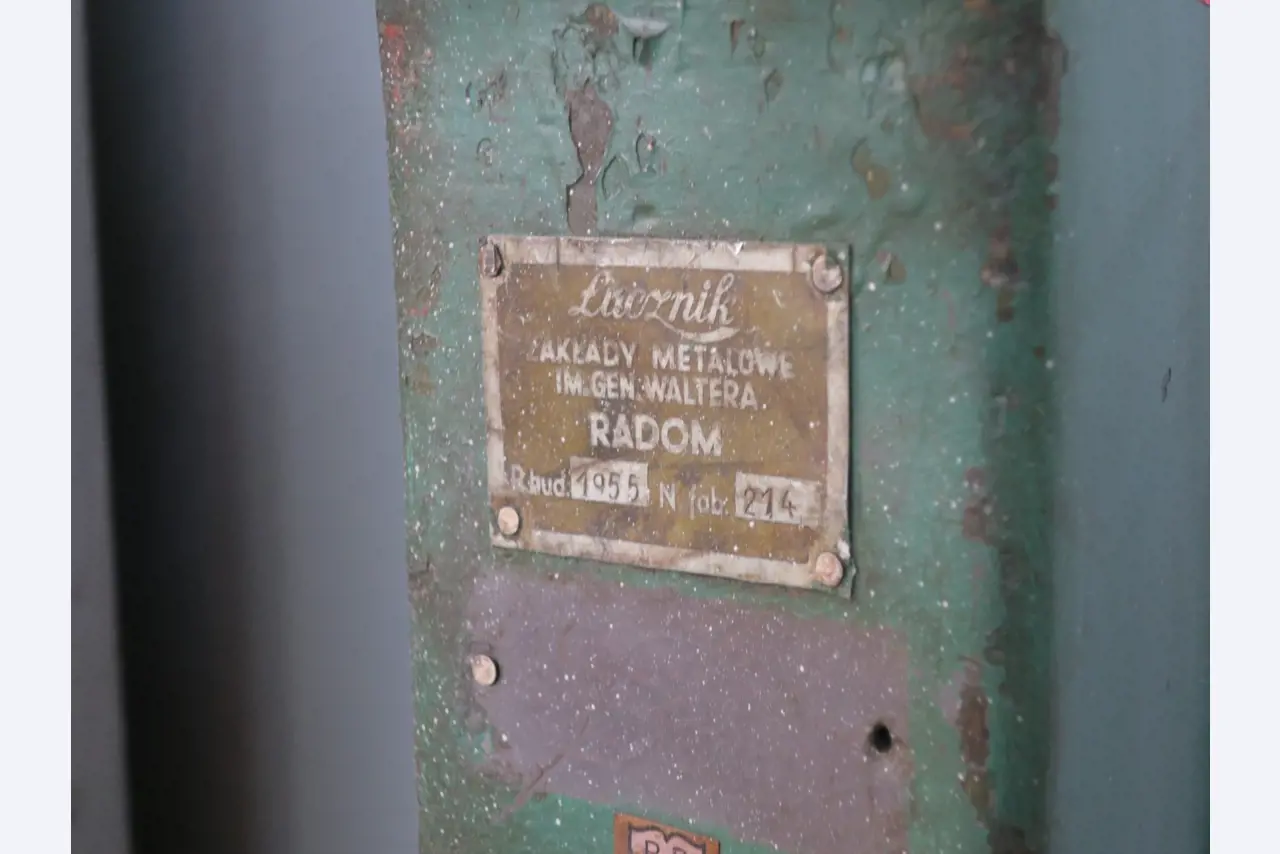 Łucznik
ZAKŁADY METALOWE
IM.GEN.WALTERA
RADOM
R.bud. 1955 N fab: 214